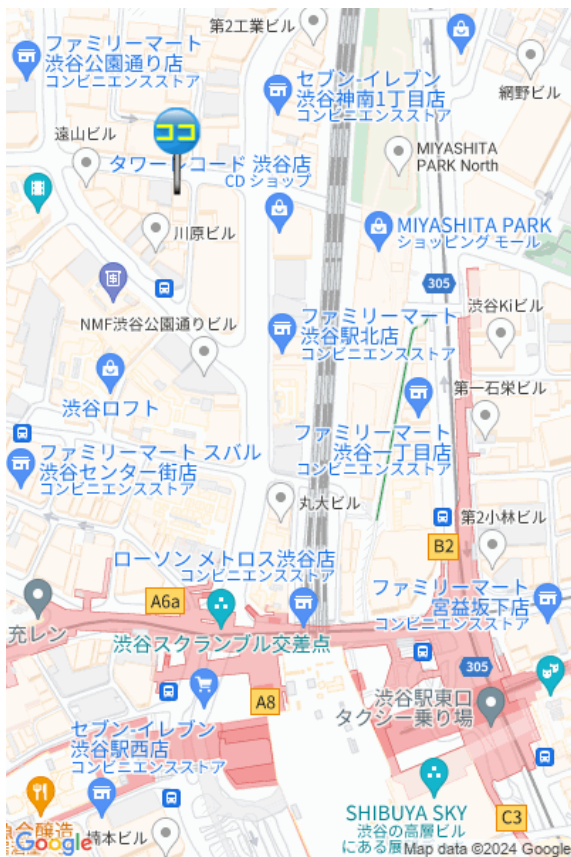 第2工業ビル
ファミリーマート
渋谷公園通り店
コンビニエンスストア
セブン-イレブン
渋谷神南1丁目店
コンビニエンスストア
網野ビル
ココ
遠山ビル
タワーレコード 渋谷店
CD ショップ
MIYASHITA
PARK North
川原ビル
MIYASHITA PARK
ショッピング モール
305
NMF渋谷公園通りビル
ファミリーマート
渋谷駅北店
コンビニエンスストア
渋谷Kiビル
渋谷ロフト
第一石栄ビル
ファミリーマート
渋谷一丁目店
コンビニエンスストア
ファミリーマート スバル
渋谷センター街店
コンビニエンスストア
丸大ビル
第2小林ビル
B2
ローソン メトロス渋谷店
コンビニエンスストア
A6a
ファミリーマート
宮益坂下店
コンビニエンスストア
充レン
渋谷スクランブル交差点
305
A8
渋谷駅東口
タクシー乗り場
セブン-イレブン
渋谷駅西店
コンビニエンスストア
SHIBUYA SKY
渋谷の高層ビル
にある展
C3
楠本ビル
Google
Map data ©2024 Google